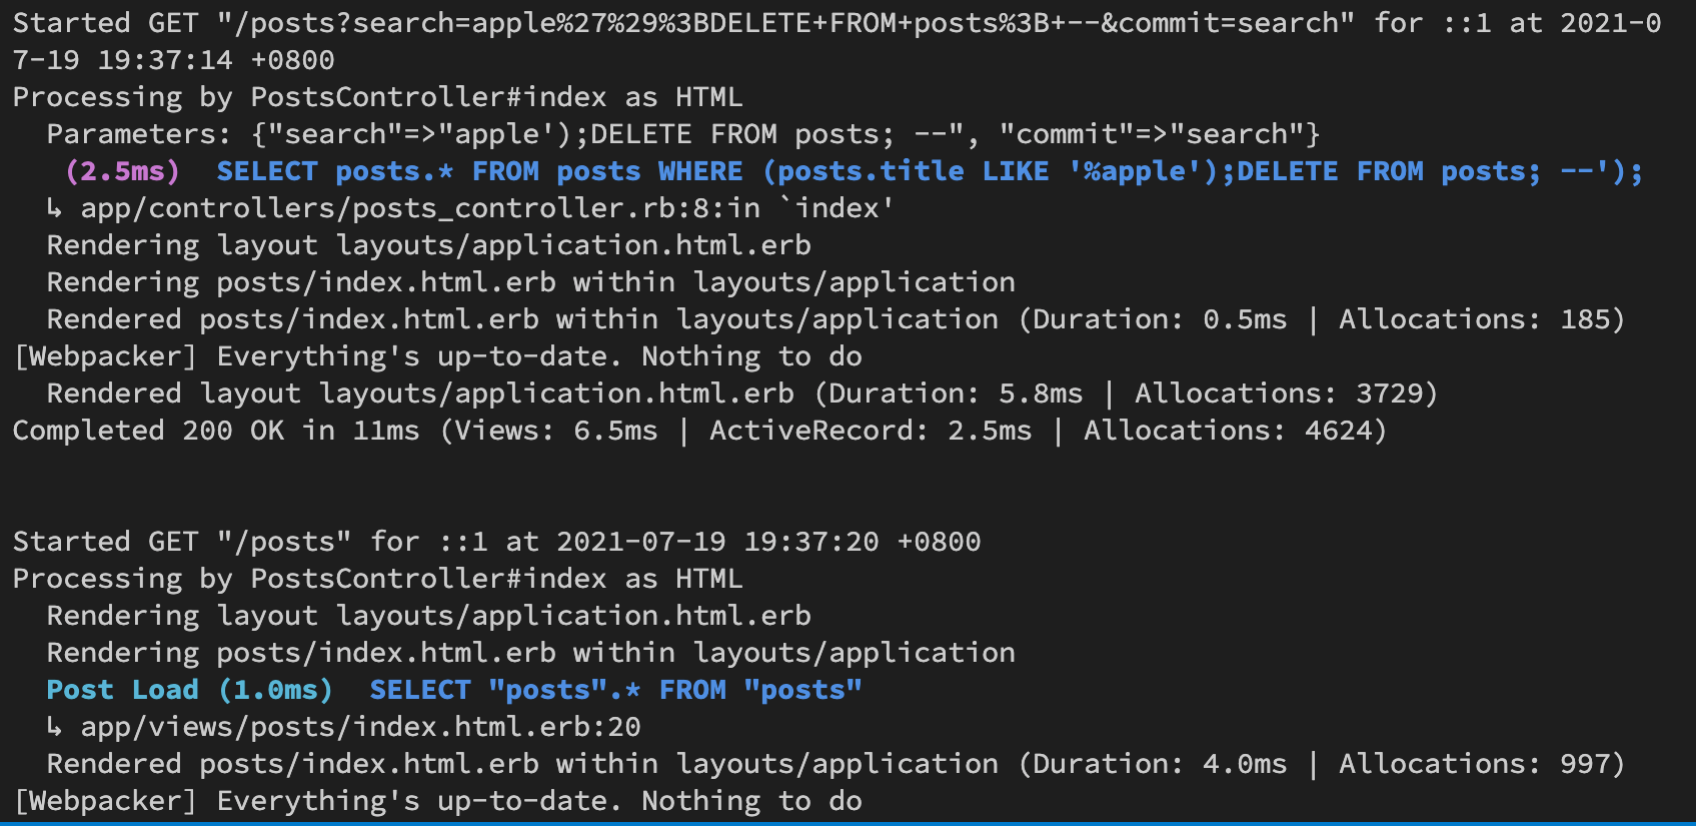 Started GET "/posts?search=apple%27%29%3BDELETE+FROM+posts%3B+--&commit=search" for ::1 at 2021-0
7-19 19:37:14 +0800
Processing by PostsController#index as HTML
  Parameters: {"search"=>"apple');DELETE FROM posts; --", "commit"=>"search"}
   (2.5ms)  SELECT posts.* FROM posts WHERE (posts.title LIKE '%apple');DELETE FROM posts; --');
  ↳ app/controllers/posts_controller.rb:8:in `index'
  Rendering layout layouts/application.html.erb
  Rendering posts/index.html.erb within layouts/application
  Rendered posts/index.html.erb within layouts/application (Duration: 0.5ms | Allocations: 185)
[Webpacker] Everything's up-to-date. Nothing to do
  Rendered layout layouts/application.html.erb (Duration: 5.8ms | Allocations: 3729)
Completed 200 OK in 11ms (Views: 6.5ms | ActiveRecord: 2.5ms | Allocations: 4624)
Started GET "/posts" for ::1 at 2021-07-19 19:37:20 +0800
Processing by PostsController#index as HTML
  Rendering layout layouts/application.html.erb
  Rendering posts/index.html.erb within layouts/application
  Post Load (1.0ms)  SELECT "posts".* FROM "posts"
  ↳ app/views/posts/index.html.erb:20
  Rendered posts/index.html.erb within layouts/application (Duration: 4.0ms | Allocations: 997)
[Webpacker] Everything's up-to-date. Nothing to do